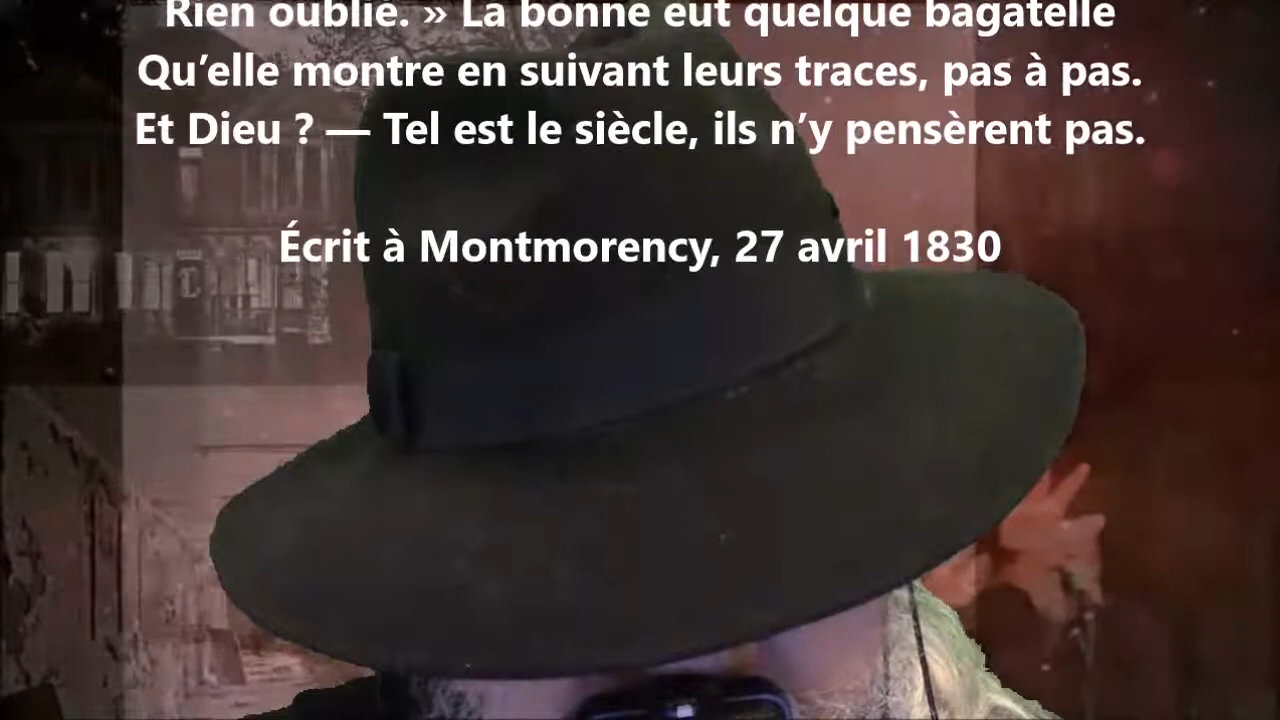 Rien oublié. » La bonne eut quelque bagatelle
Qu’elle montre en suivant leurs traces, pas à pas.
Et Dieu ? — Tel est le siècle, ils n’y pensèrent pas.
Écrit à Montmorency, 27 avril 1830